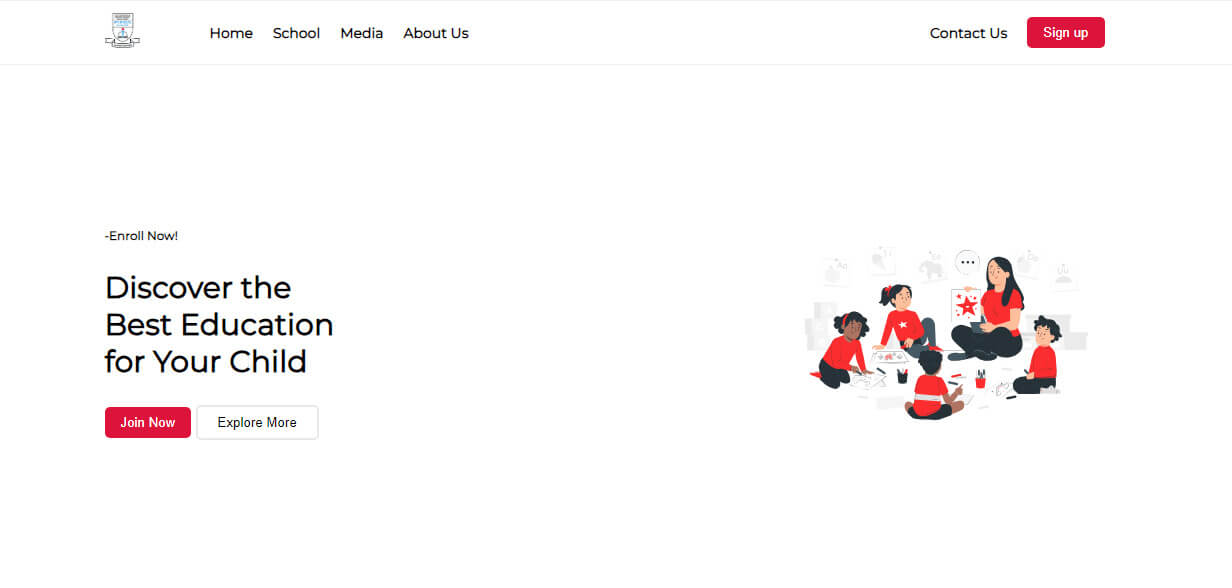 Home School Media About Us Contact Us Sign up
-Enroll Now!
Discover the
Best Education
for Your Child
Join Now Explore More